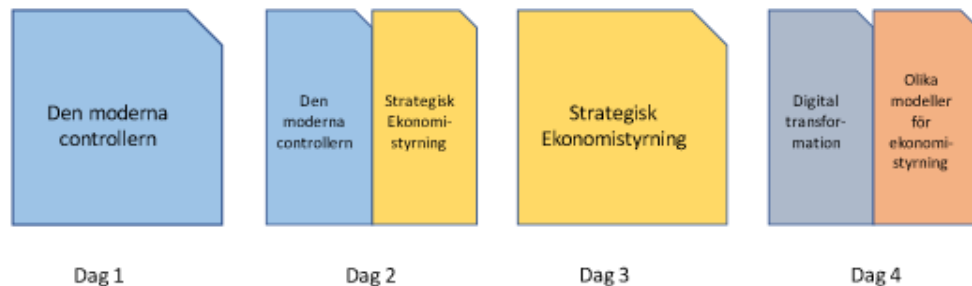 Den moderna
controllern
Den
moderna
controllern
Strategisk
Ekonomi-
styrning
Strategisk
Ekonomistyrning
Digital
transfor-
mation
Olika
modeller
för
ekonomi-
styrning
Dag 1
Dag 2
Dag 3
Dag 4